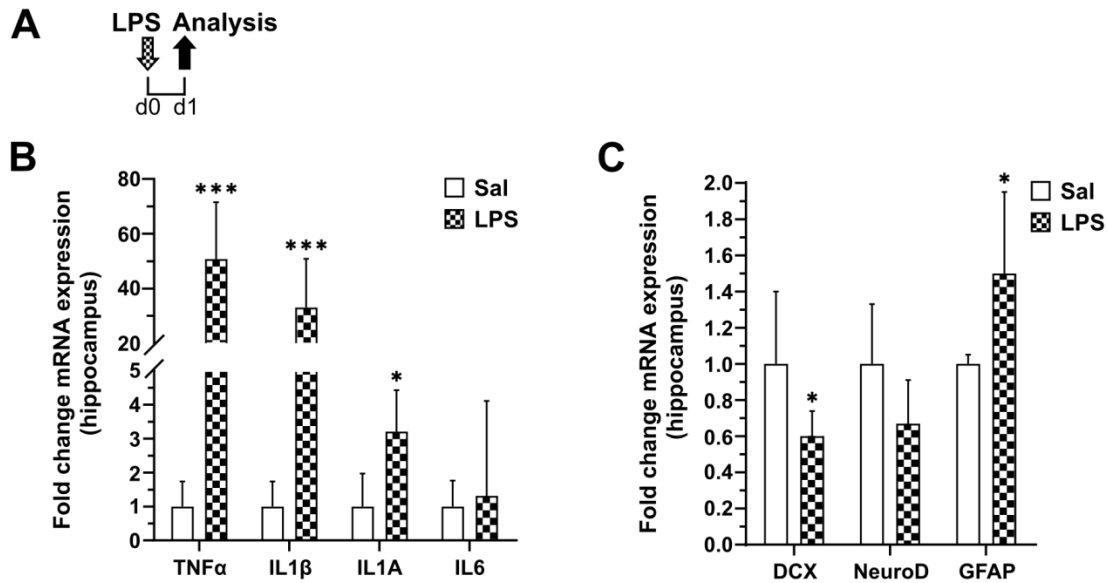 A
LPS Analysis
d0 d1
B
Fold change mRNA expression
(hippocampus)
80
60
40
20
5
4
3
2
1
0
***
***
*
Sal
LPS
TNFα IL1β IL1A IL6
C
Fold change mRNA expression
(hippocampus)
2.0
1.8
1.6
1.4
1.2
1.0
0.8
0.6
0.4
0.2
0.0
*
*
Sal
LPS
DCX NeuroD GFAP